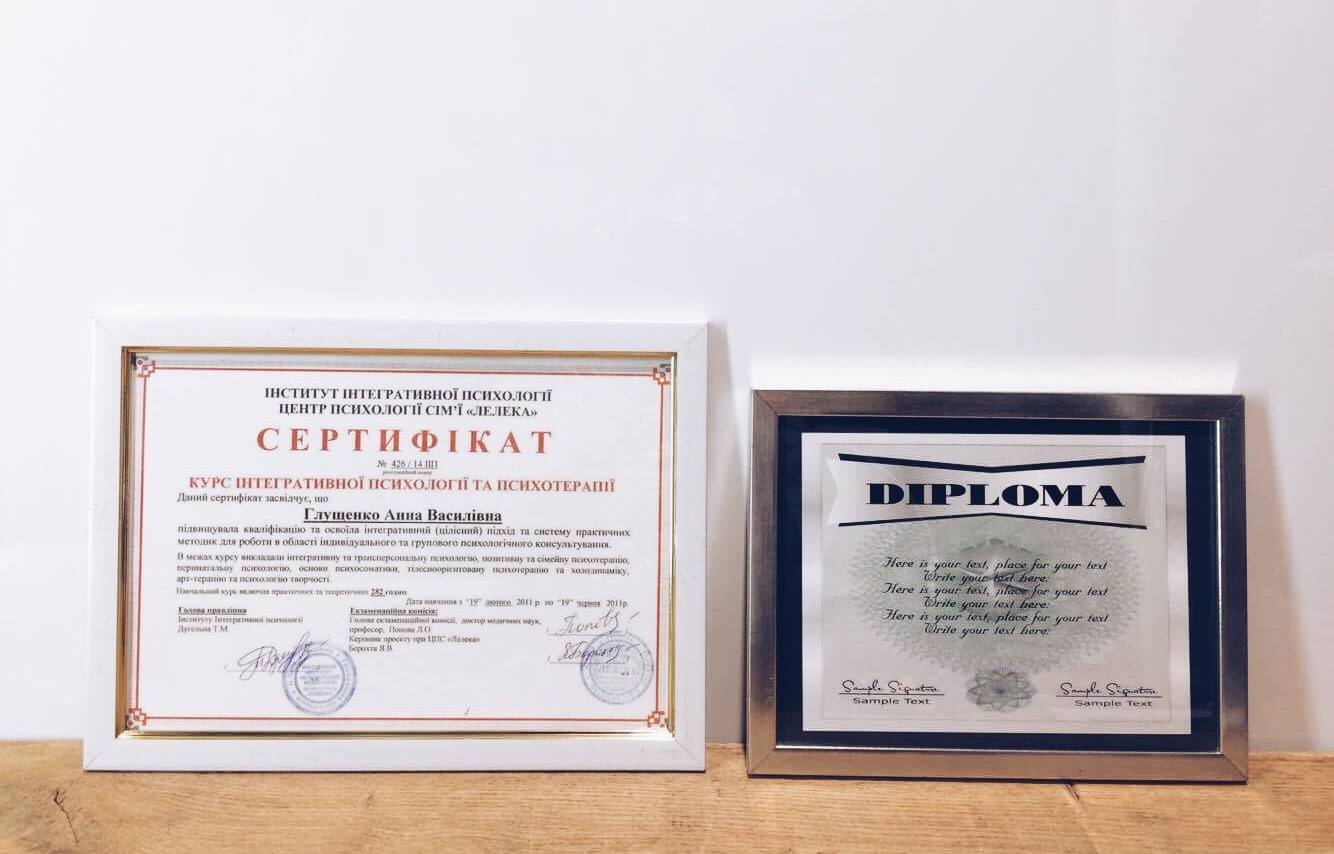 ІНСТИТУТ ІНТЕГРАТИВНОЇ ПСИХОЛОГІЇ
ЦЕНТР ПСИХОЛОГІЇ СІМ'Ї «ЛЕЛЕКА»
СЕРТИФІКАТ
№ 426 / 14 ІПП
реєстраційний номер
КУРС ІНТЕГРАТИВНОЇ ПСИХОЛОГІЇ ТА ПСИХОТЕРАПІЇ
Даний сертифікат засвідчує, що
Глущенко Анна Василівна
підвищувала кваліфікацію та освоїла інтегративний (цілісний) підхід та систему практичних
методик для роботи в області індивідуального та групового психологічного консультування.
В межах курсу викладали інтегративну та трансперсональну психологію, позитивну та сімейну психотерапію,
перинатальну психологію, основи психосоматики, тілесноорієнтовану психотерапію та холодинаміку,
арт-терапію та психологію творчості.
Навчальний курс включав практичних та теоретичних 282 годин.
Дата навчання з "19" лютого 2011 р. по "19" червня 2011р.
Голова правління
Інституту Інтегративної психології
Дугельна Т.М.
Екзаменаційна комісія:
Голова екзаменаційної комісії, доктор медичних наук,
професор, Попова Л.О
Керівник проєкту при ЦПС «Лелека»
Борохта Я.В.
DIPLOMA
Here is your text, place for your text
Write your text here:
Here is your text, place for your text
Write your text here:
Here is your text, place for your text
Write your text here:
Sample Signature
Sample Text
Sample Signature
Sample Text